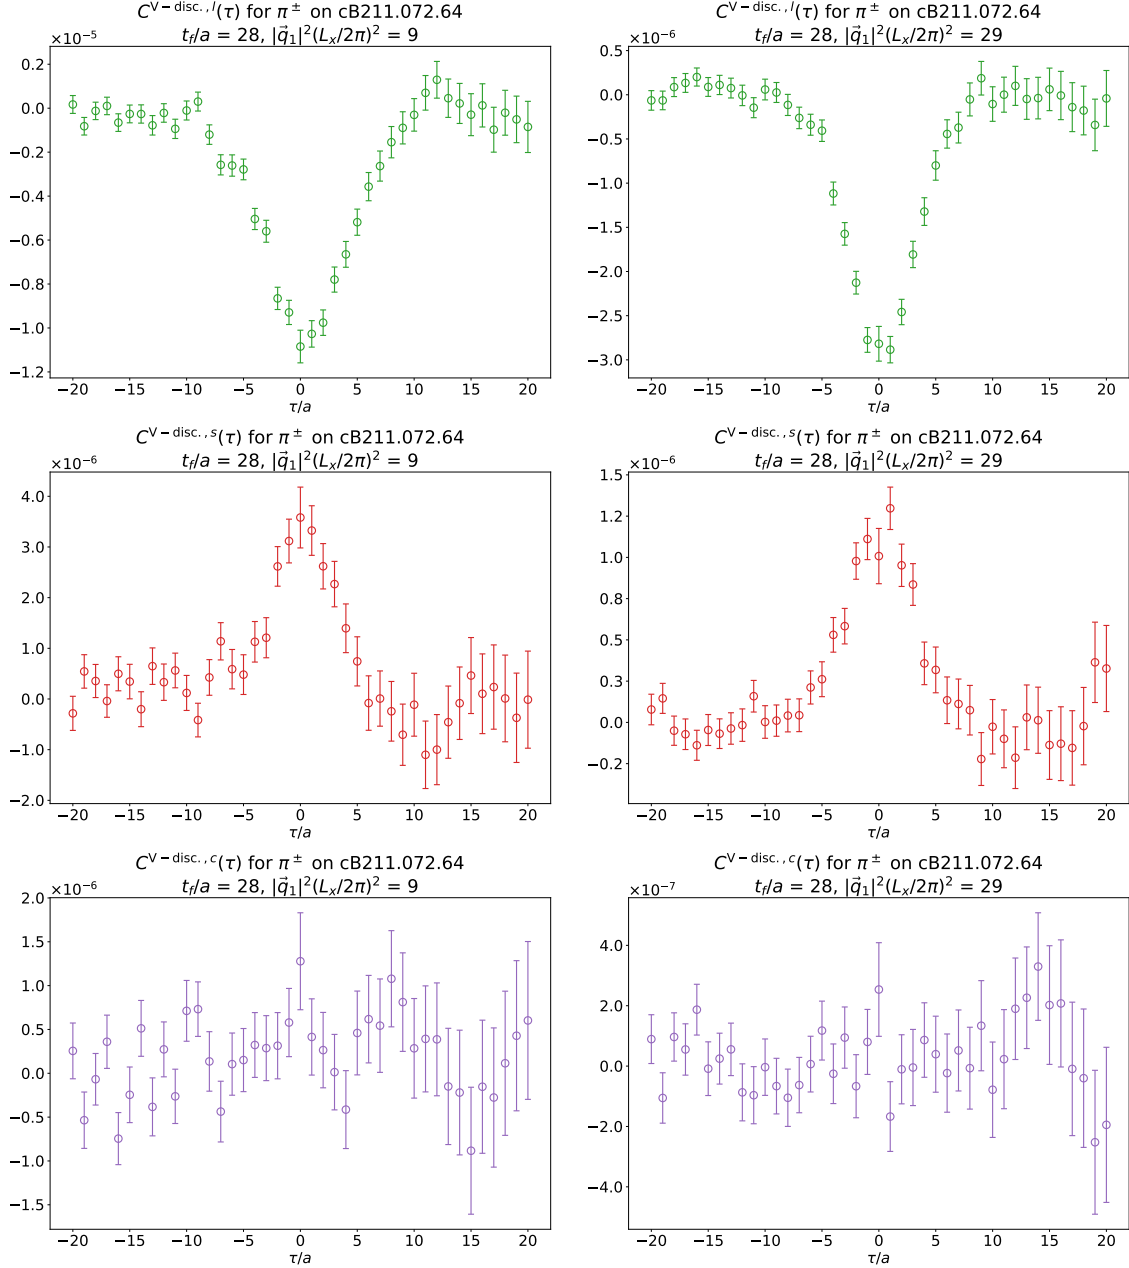 C^{V−disc., l}(τ) for π^± on cB211.072.64
t_f/a = 28, |q⃗_1|^2(L_x/2π)^2 = 9
×10^{−5}
0.2
0.0
−0.2
−0.4
−0.6
−0.8
−1.0
−1.2
−20 −15 −10 −5 0 5 10 15 20
τ/a
C^{V−disc., l}(τ) for π^± on cB211.072.64
t_f/a = 28, |q⃗_1|^2(L_x/2π)^2 = 29
×10^{−6}
0.5
0.0
−0.5
−1.0
−1.5
−2.0
−2.5
−3.0
−20 −15 −10 −5 0 5 10 15 20
τ/a
C^{V−disc., s}(τ) for π^± on cB211.072.64
t_f/a = 28, |q⃗_1|^2(L_x/2π)^2 = 9
×10^{−6}
4.0
3.0
2.0
1.0
0.0
−1.0
−2.0
−20 −15 −10 −5 0 5 10 15 20
τ/a
C^{V−disc., s}(τ) for π^± on cB211.072.64
t_f/a = 28, |q⃗_1|^2(L_x/2π)^2 = 29
×10^{−6}
1.5
1.2
1.0
0.8
0.5
0.3
0.0
−0.2
−20 −15 −10 −5 0 5 10 15 20
τ/a
C^{V−disc., c}(τ) for π^± on cB211.072.64
t_f/a = 28, |q⃗_1|^2(L_x/2π)^2 = 9
×10^{−6}
2.0
1.5
1.0
0.5
0.0
−0.5
−1.0
−1.5
−20 −15 −10 −5 0 5 10 15 20
τ/a
C^{V−disc., c}(τ) for π^± on cB211.072.64
t_f/a = 28, |q⃗_1|^2(L_x/2π)^2 = 29
×10^{−7}
4.0
2.0
0.0
−2.0
−4.0
−20 −15 −10 −5 0 5 10 15 20
τ/a